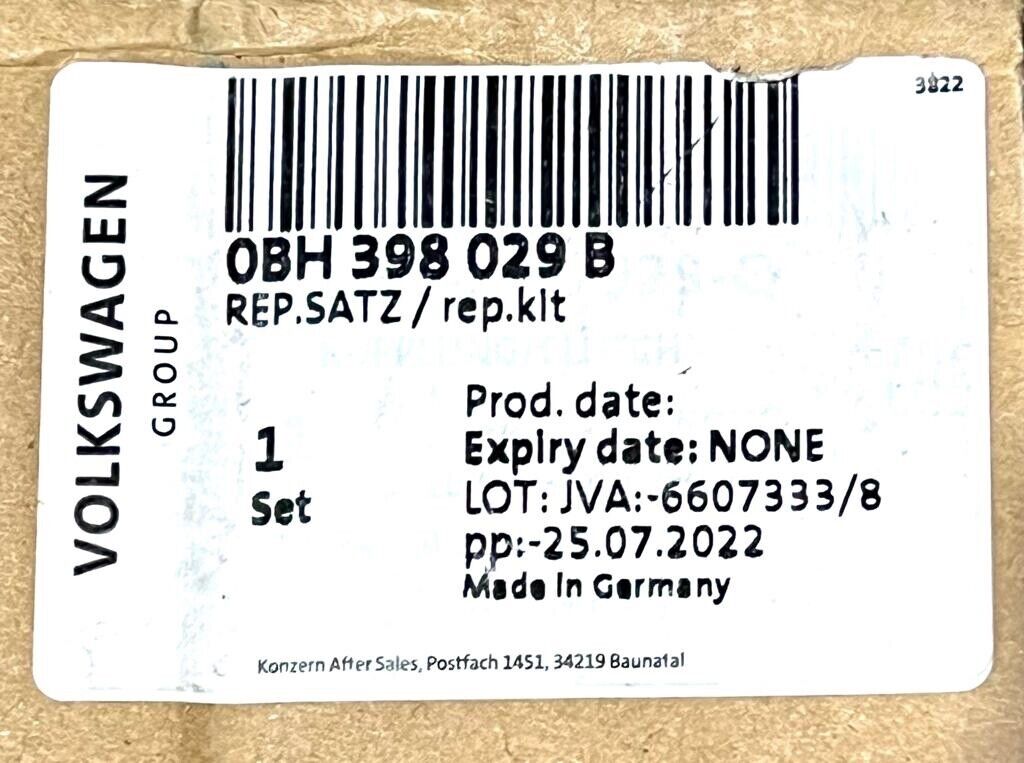 3822
VOLKSWAGEN
GROUP
0BH 398 029 B
REP.SATZ / rep.kit
1
Set
Prod. date:
Expiry date: NONE
LOT: JVA:-6607333/8
pp:-25.07.2022
Made in Germany
Konzern After Sales, Postfach 1451, 34219 Baunatal